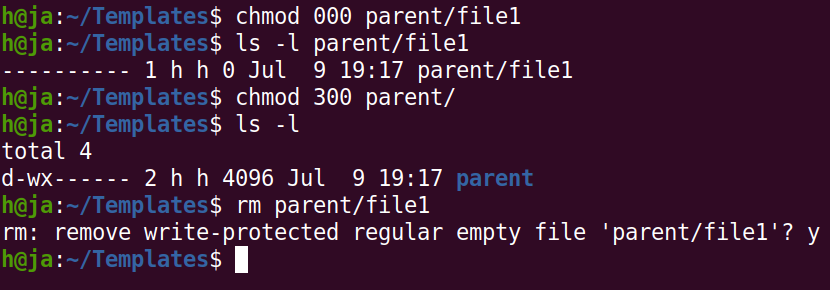 h@ja:~/Templates$ chmod 000 parent/file1
h@ja:~/Templates$ ls -l parent/file1
---------- 1 h h 0 Jul  9 19:17 parent/file1
h@ja:~/Templates$ chmod 300 parent/
h@ja:~/Templates$ ls -l
total 4
d-wx------ 2 h h 4096 Jul  9 19:17 parent
h@ja:~/Templates$ rm parent/file1
rm: remove write-protected regular empty file 'parent/file1'? y
h@ja:~/Templates$